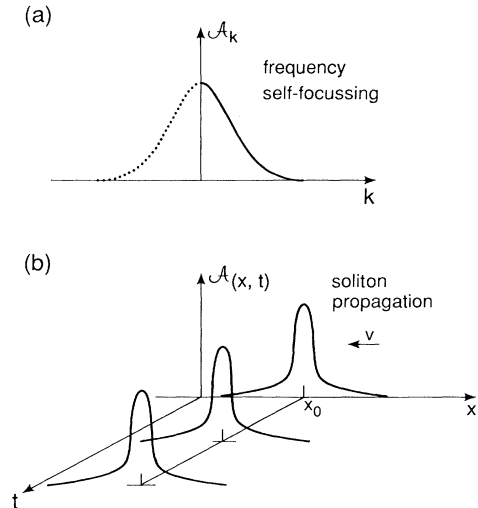 (a)
𝒜k
frequency
self-focussing
k
(b)
𝒜(x, t)
soliton
propagation
v
x0
x
t